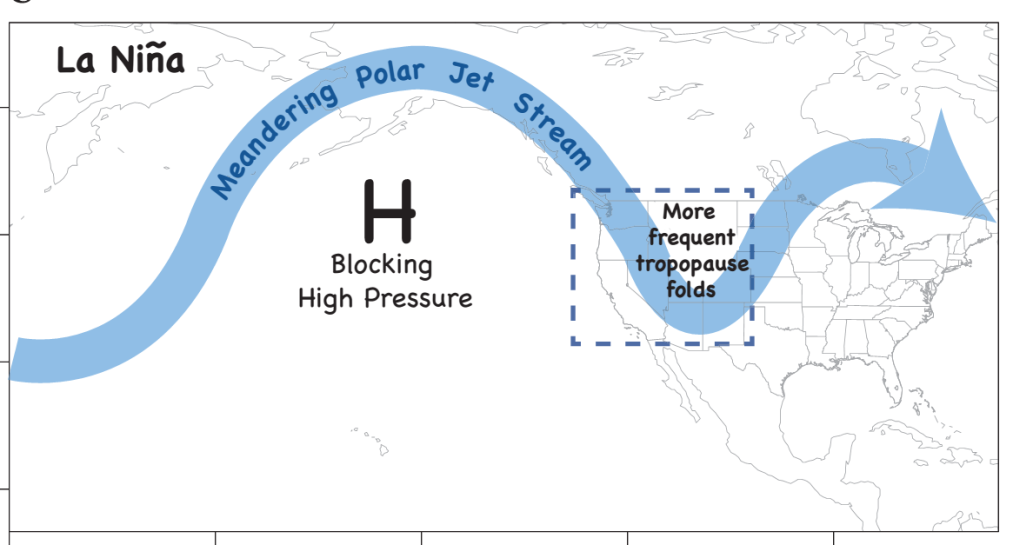 La Niña
Meandering Polar Jet Stream
H
Blocking
High Pressure
More
frequent
tropopause
folds